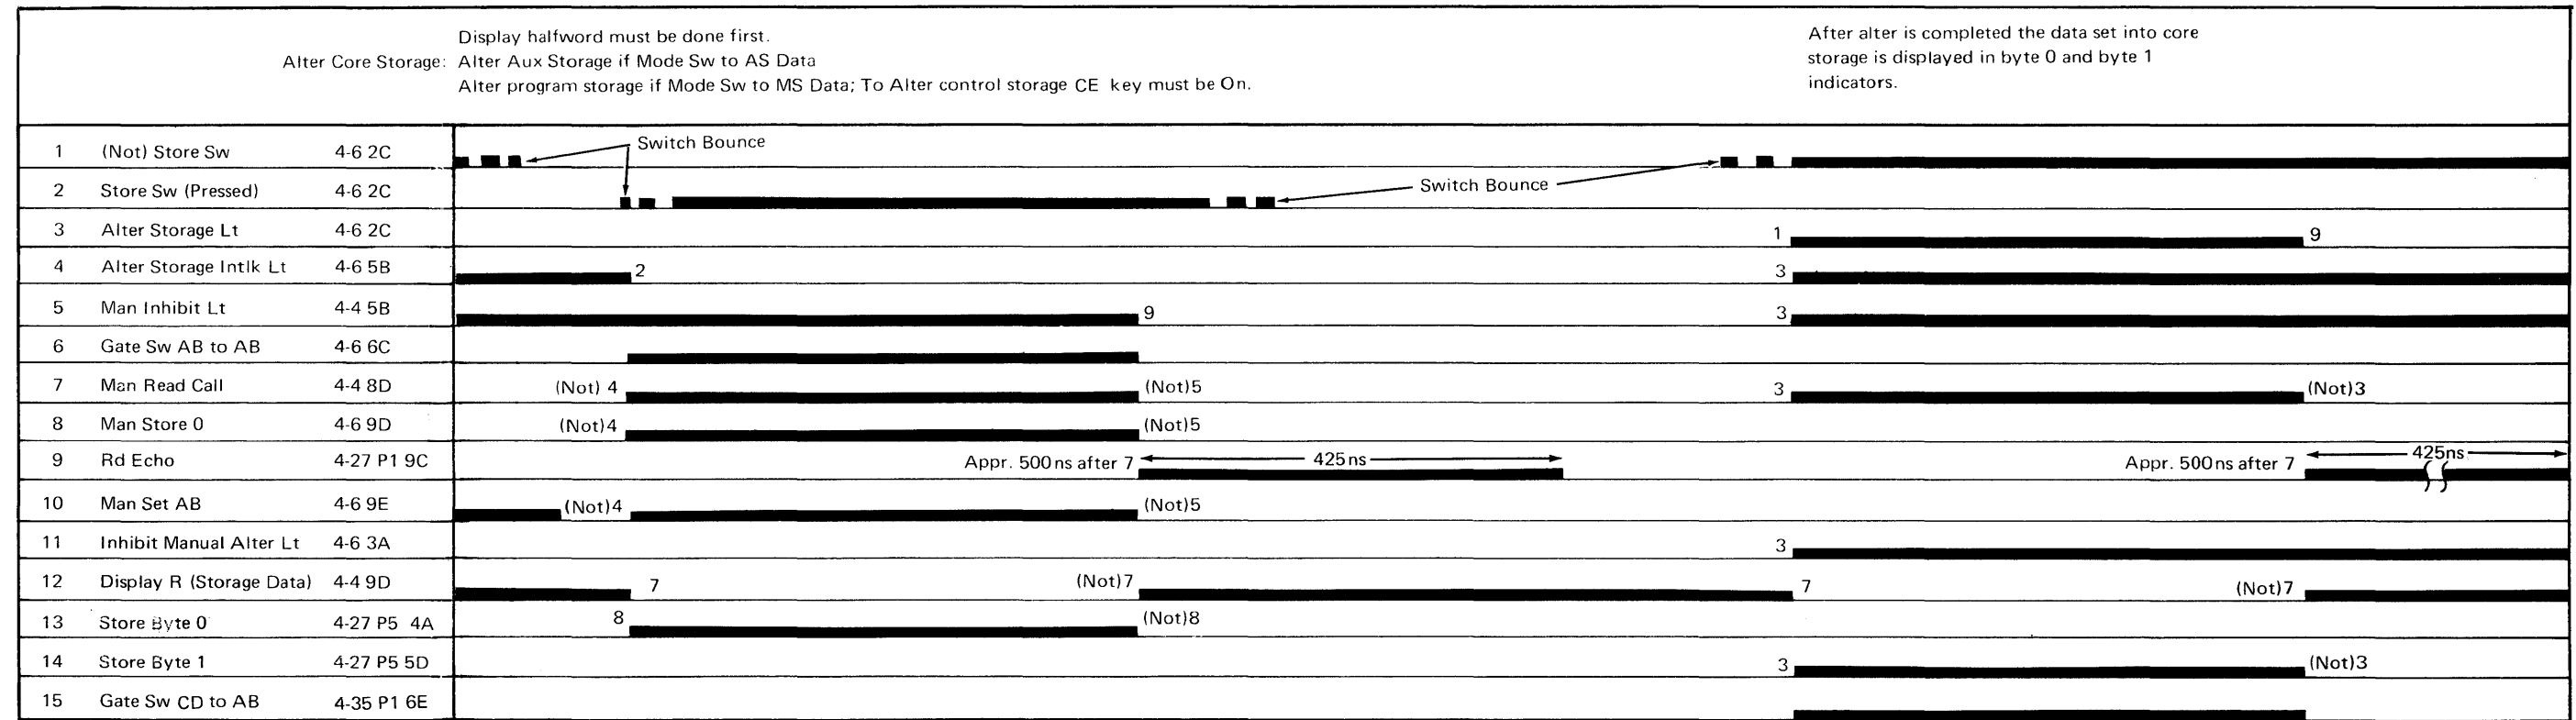 Display halfword must be done first.
Alter Core Storage: Alter Aux Storage if Mode Sw to AS Data
Alter program storage if Mode Sw to MS Data; To Alter control storage CE key must be On.
After alter is completed the data set into core
storage is displayed in byte 0 and byte 1
indicators.
1 (Not) Store Sw 4-6 2C Switch Bounce
2 Store Sw (Pressed) 4-6 2C Switch Bounce
3 Alter Storage Lt 4-6 2C 1 9
4 Alter Storage Intlk Lt 4-6 5B 2 3
5 Man Inhibit Lt 4-4 5B 9 3
6 Gate Sw AB to AB 4-6 6C
7 Man Read Call 4-4 8D (Not) 4 (Not)5 3 (Not)3
8 Man Store 0 4-6 9D (Not)4 (Not)5
9 Rd Echo 4-27 P1 9C Appr. 500ns after 7 425ns Appr. 500ns after 7 425ns
10 Man Set AB 4-6 9E (Not)4 (Not)5
11 Inhibit Manual Alter Lt 4-6 3A 3
12 Display R (Storage Data) 4-4 9D 7 (Not)7 7 (Not)7
13 Store Byte 0 4-27 P5 4A 8 (Not)8
14 Store Byte 1 4-27 P5 5D 3 (Not)3
15 Gate Sw CD to AB 4-35 P1 6E